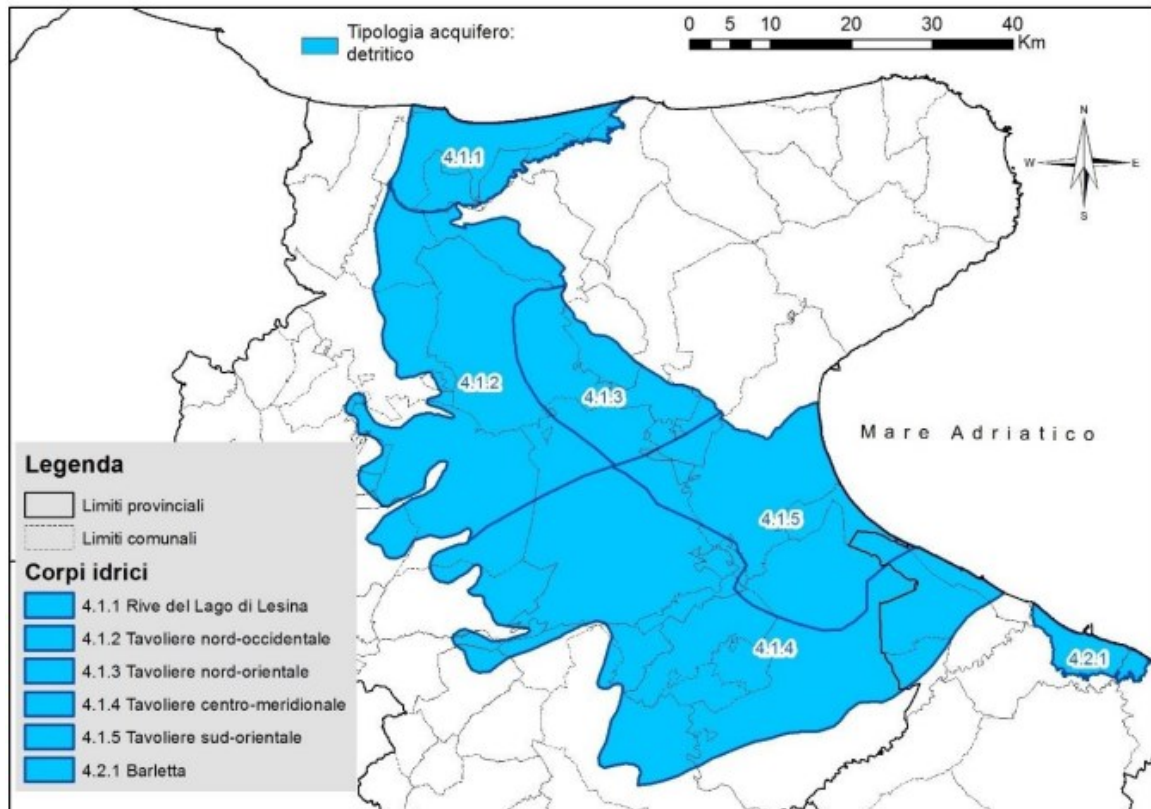 Tipologia acquifero:
detritico
0 5 10 20 30 40
Km
N
W E
S
4.1.1
4.1.2
4.1.3
Mare Adriatico
4.1.5
4.1.4
4.2.1
Legenda
Limiti provinciali
Limiti comunali
Corpi idrici
4.1.1 Rive del Lago di Lesina
4.1.2 Tavoliere nord-occidentale
4.1.3 Tavoliere nord-orientale
4.1.4 Tavoliere centro-meridionale
4.1.5 Tavoliere sud-orientale
4.2.1 Barletta